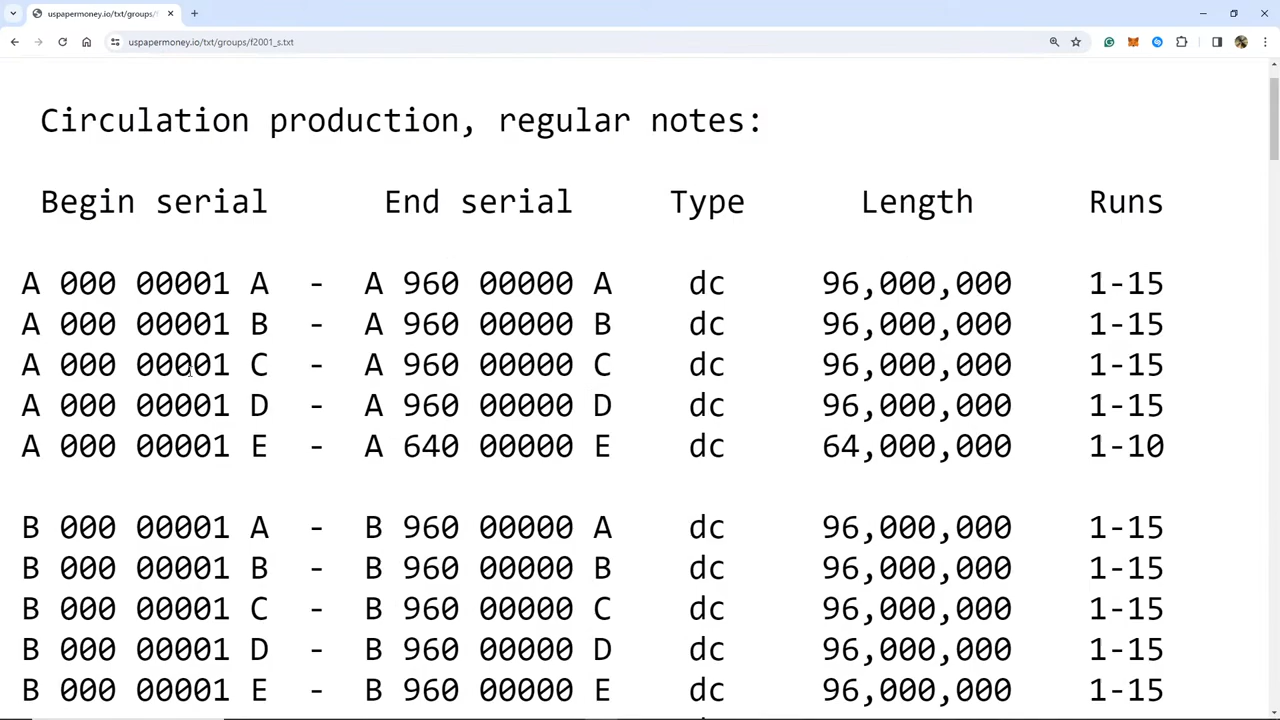 uspapermoney.io/txt/groups/f
uspapermoney.io/txt/groups/f2001_s.txt
Circulation production, regular notes:
Begin serial End serial Type Length Runs
A 000 00001 A - A 960 00000 A dc 96,000,000 1-15
A 000 00001 B - A 960 00000 B dc 96,000,000 1-15
A 000 00001 C - A 960 00000 C dc 96,000,000 1-15
A 000 00001 D - A 960 00000 D dc 96,000,000 1-15
A 000 00001 E - A 640 00000 E dc 64,000,000 1-10
B 000 00001 A - B 960 00000 A dc 96,000,000 1-15
B 000 00001 B - B 960 00000 B dc 96,000,000 1-15
B 000 00001 C - B 960 00000 C dc 96,000,000 1-15
B 000 00001 D - B 960 00000 D dc 96,000,000 1-15
B 000 00001 E - B 960 00000 E dc 96,000,000 1-15